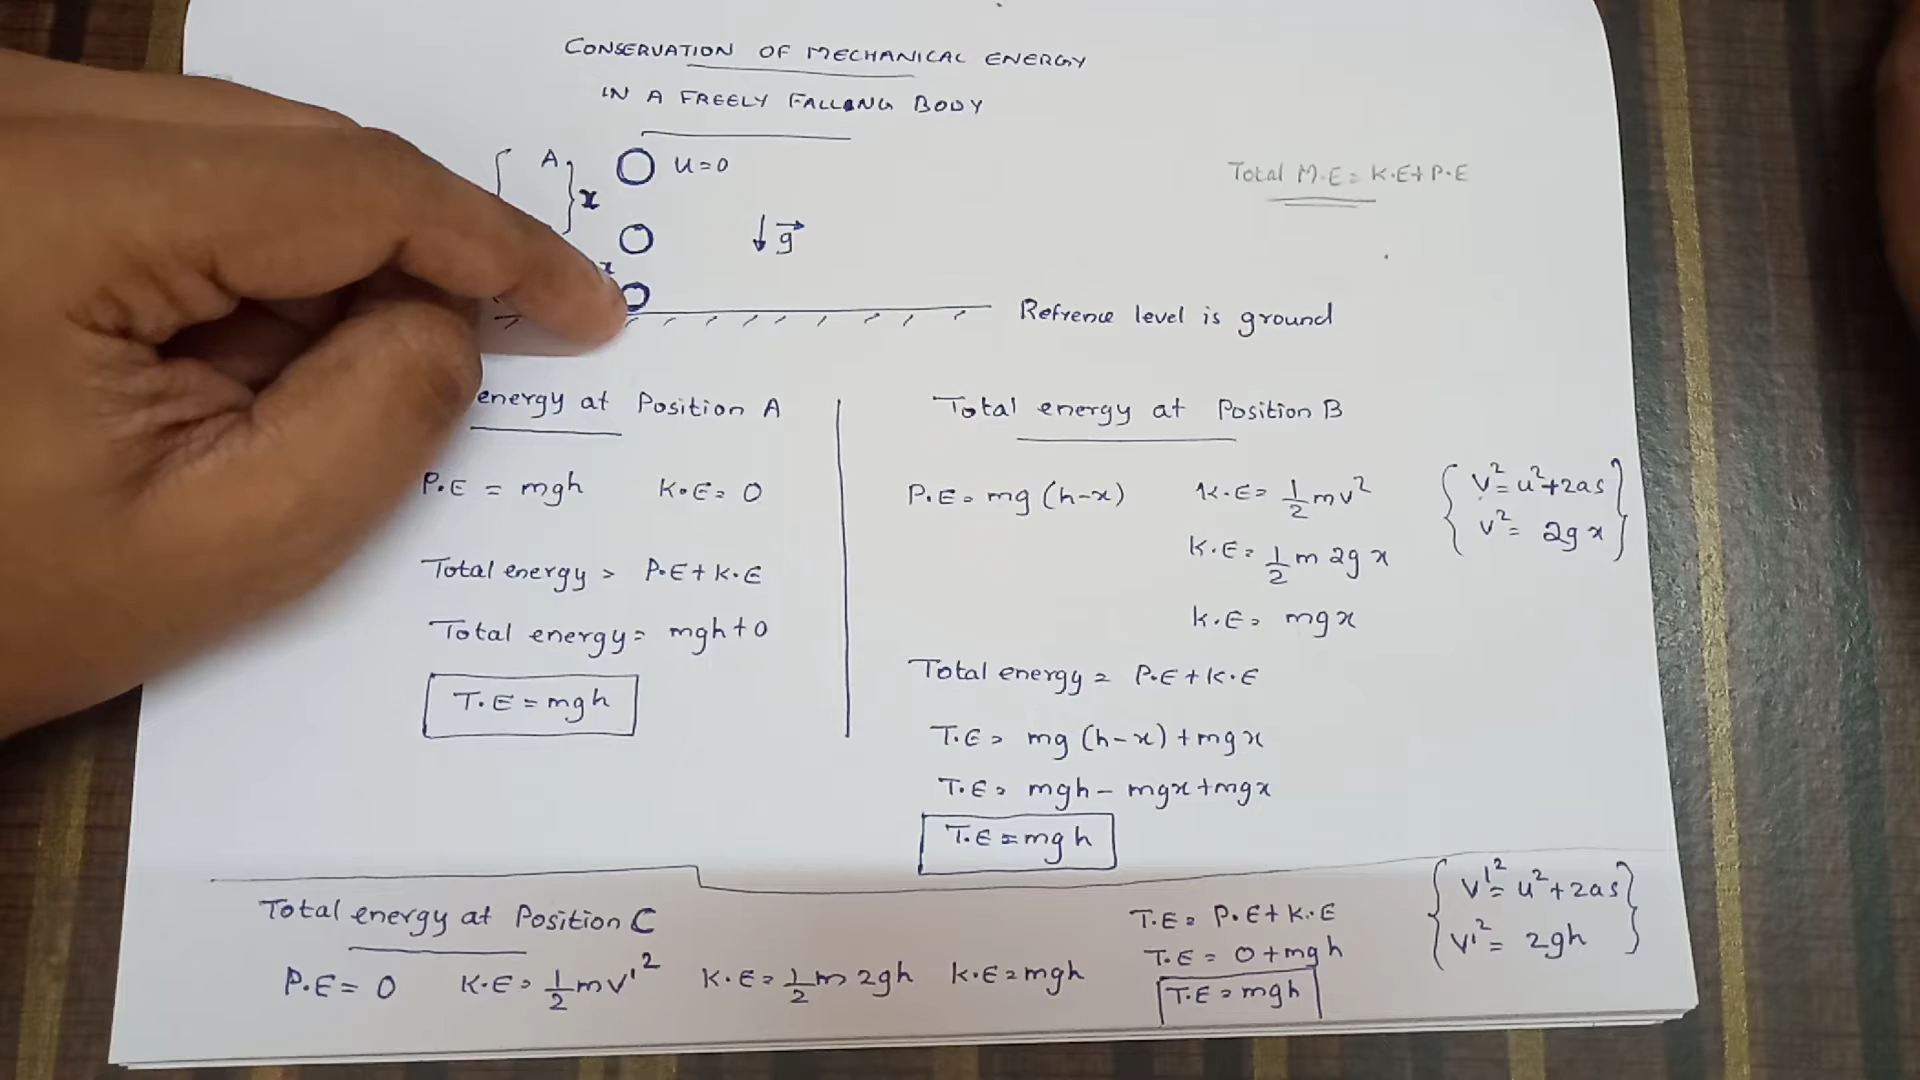 CONSERVATION OF MECHANICAL ENERGY
IN A FREELY FALLING BODY
A
x
u=0
Total M.E = K.E+P.E
↓g⃗
x
Refrence level is ground
energy at Position A
P.E = mgh K.E = 0
Total energy = P.E + K.E
Total energy = mgh+0
T.E = mgh
Total energy at Position B
P.E = mg (h-x) K.E = 1/2 mv²
K.E = 1/2 m 2g x
K.E = mgx
{ v² = u²+2as
v² = 2gx }
Total energy = P.E + K.E
T.E = mg (h-x) + mgx
T.E = mgh - mgx + mgx
T.E = mgh
Total energy at Position C
P.E = 0 K.E = 1/2 mv'² K.E = 1/2 m 2gh K.E = mgh
T.E = P.E + K.E
T.E = 0 + mgh
T.E = mgh
{ v'² = u² + 2as
v'² = 2gh }